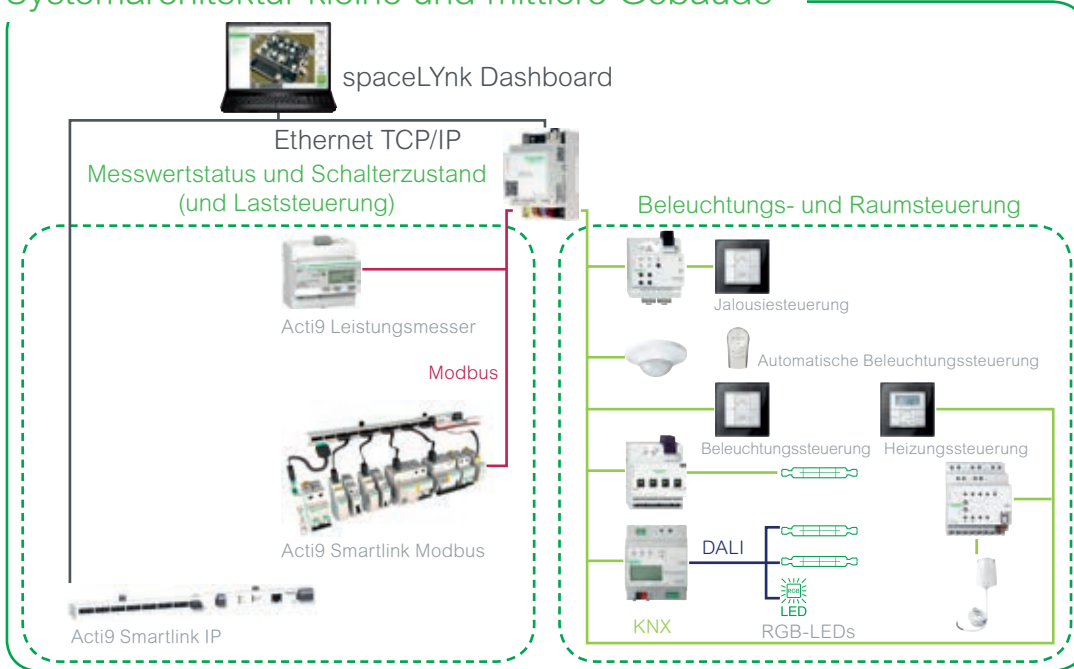 Systemarchitektur kleine und mittlere Gebäude
spaceLYnk Dashboard
Ethernet TCP/IP
Messwertstatus und Schalterzustand
(und Laststeuerung)
Beleuchtungs- und Raumsteuerung
Jalousiesteuerung
Acti9 Leistungsmesser
Automatische Beleuchtungssteuerung
Modbus
Beleuchtungssteuerung
Heizungssteuerung
Acti9 Smartlink Modbus
DALI
RGB
LED
KNX
RGB-LEDs
Acti9 Smartlink IP